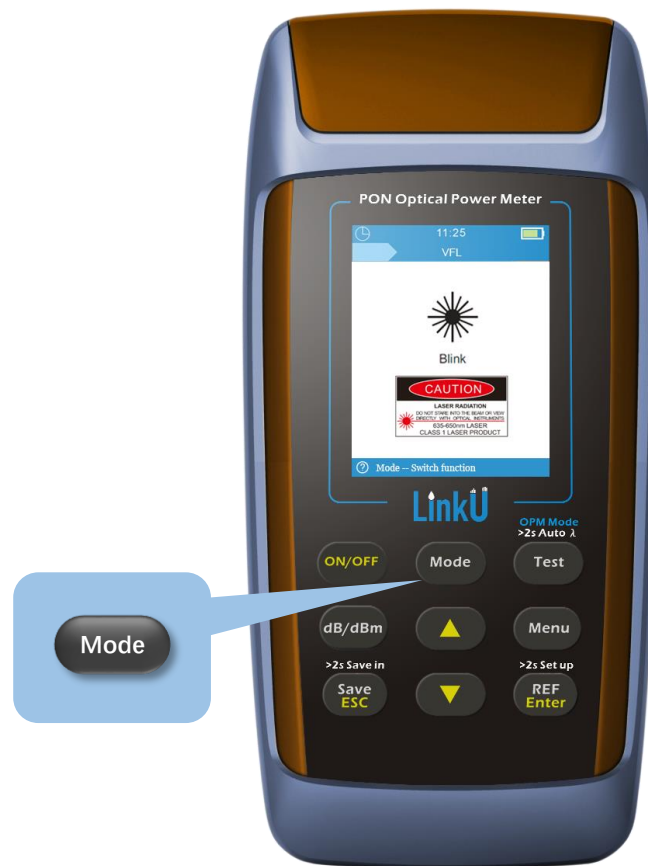 PON Optical Power Meter
11:25
VFL
Blink
CAUTION
LASER RADIATION
DO NOT STARE INTO THE BEAM OR VIEW
DIRECTLY WITH OPTICAL INSTRUMENTS
635-650nm LASER
CLASS 1 LASER PRODUCT
? Mode – Switch function
LinkU
OPM Mode
>2s Auto λ
ON/OFF
Mode
Test
Mode
dB/dBm
Menu
>2s Save in
>2s Set up
Save
ESC
REF
Enter